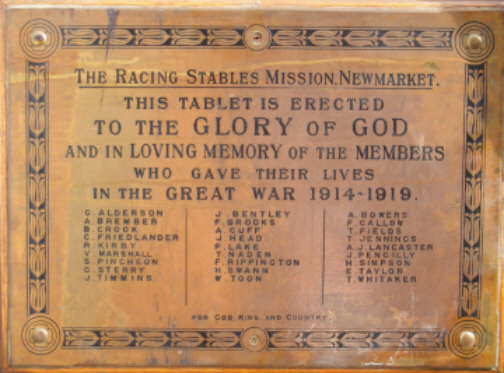 THE RACING STABLES MISSION, NEWMARKET.
THIS TABLET IS ERECTED
TO THE GLORY OF GOD
AND IN LOVING MEMORY OF THE MEMBERS
WHO GAVE THEIR LIVES
IN THE GREAT WAR 1914-1919.
G. ALDERSON
A. BREMBER
B. CROOK
C. FRIEDLANDER
R. KIRBY
V. MARSHALL
S. PINCHEON
G. STERRY
J. TIMMINS
J. BENTLEY
F. BROOKS
A. CUFF
J. HEAD
P. LAKE
T. NADEN
F. RIPPINGTON
H. SWANN
W. TOON
A. BOWERS
F. CALLOW
T. FIELDS
T. JENNINGS
A. J. LANCASTER
J. PENGILLY
H. SIMPSON
E. TAYLOR
T. WHITAKER
FOR GOD, KING, AND COUNTRY.